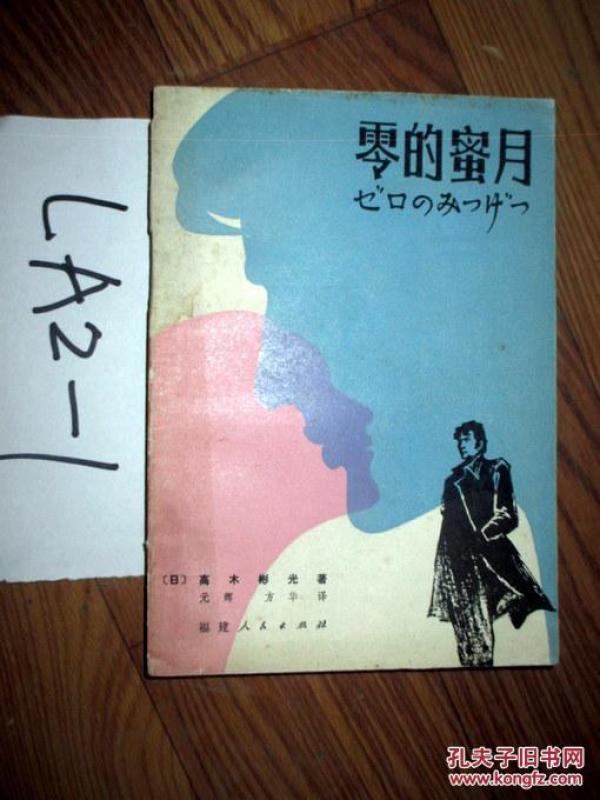 LA2-1
零的蜜月
ゼロのみつげつ
〔日〕 高木彬光 著
元辉 方华 译
福建人民出版社
孔夫子旧书网
www.kongfz.com